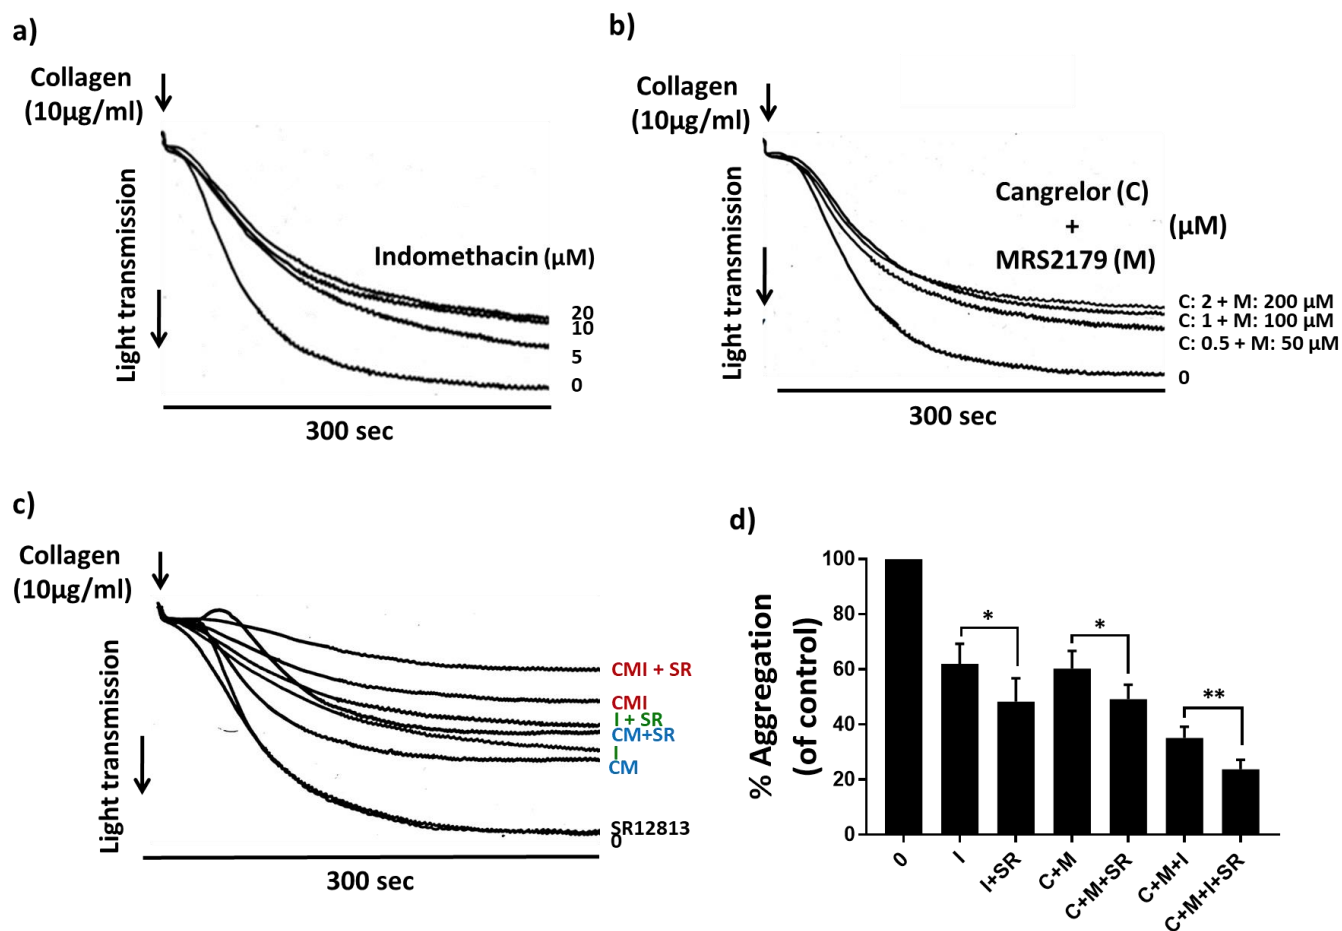 a)
Collagen
(10µg/ml)
Light transmission
Indomethacin (µM)
20
10
5
0
300 sec
b)
Collagen
(10µg/ml)
Light transmission
Cangrelor (C)
+
MRS2179 (M)
(µM)
C: 2 + M: 200 µM
C: 1 + M: 100 µM
C: 0.5 + M: 50 µM
0
300 sec
c)
Collagen
(10µg/ml)
Light transmission
CMI + SR
CMI
I + SR
CM+SR
I
CM
SR12813
0
300 sec
d)
% Aggregation
(of control)
100
80
60
40
20
0
*
*
**
0
I
I+SR
C+M
C+M+SR
C+M+I
C+M+I+SR